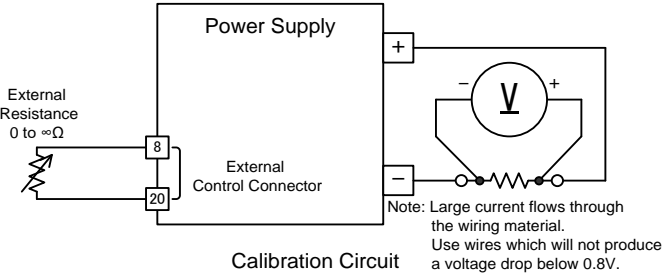 Power Supply
+
External
Resistance
0 to ∞Ω
8
20
External
Control Connector
−
− V +
Note: Large current flows through
the wiring material.
Use wires which will not produce
a voltage drop below 0.8V.
Calibration Circuit